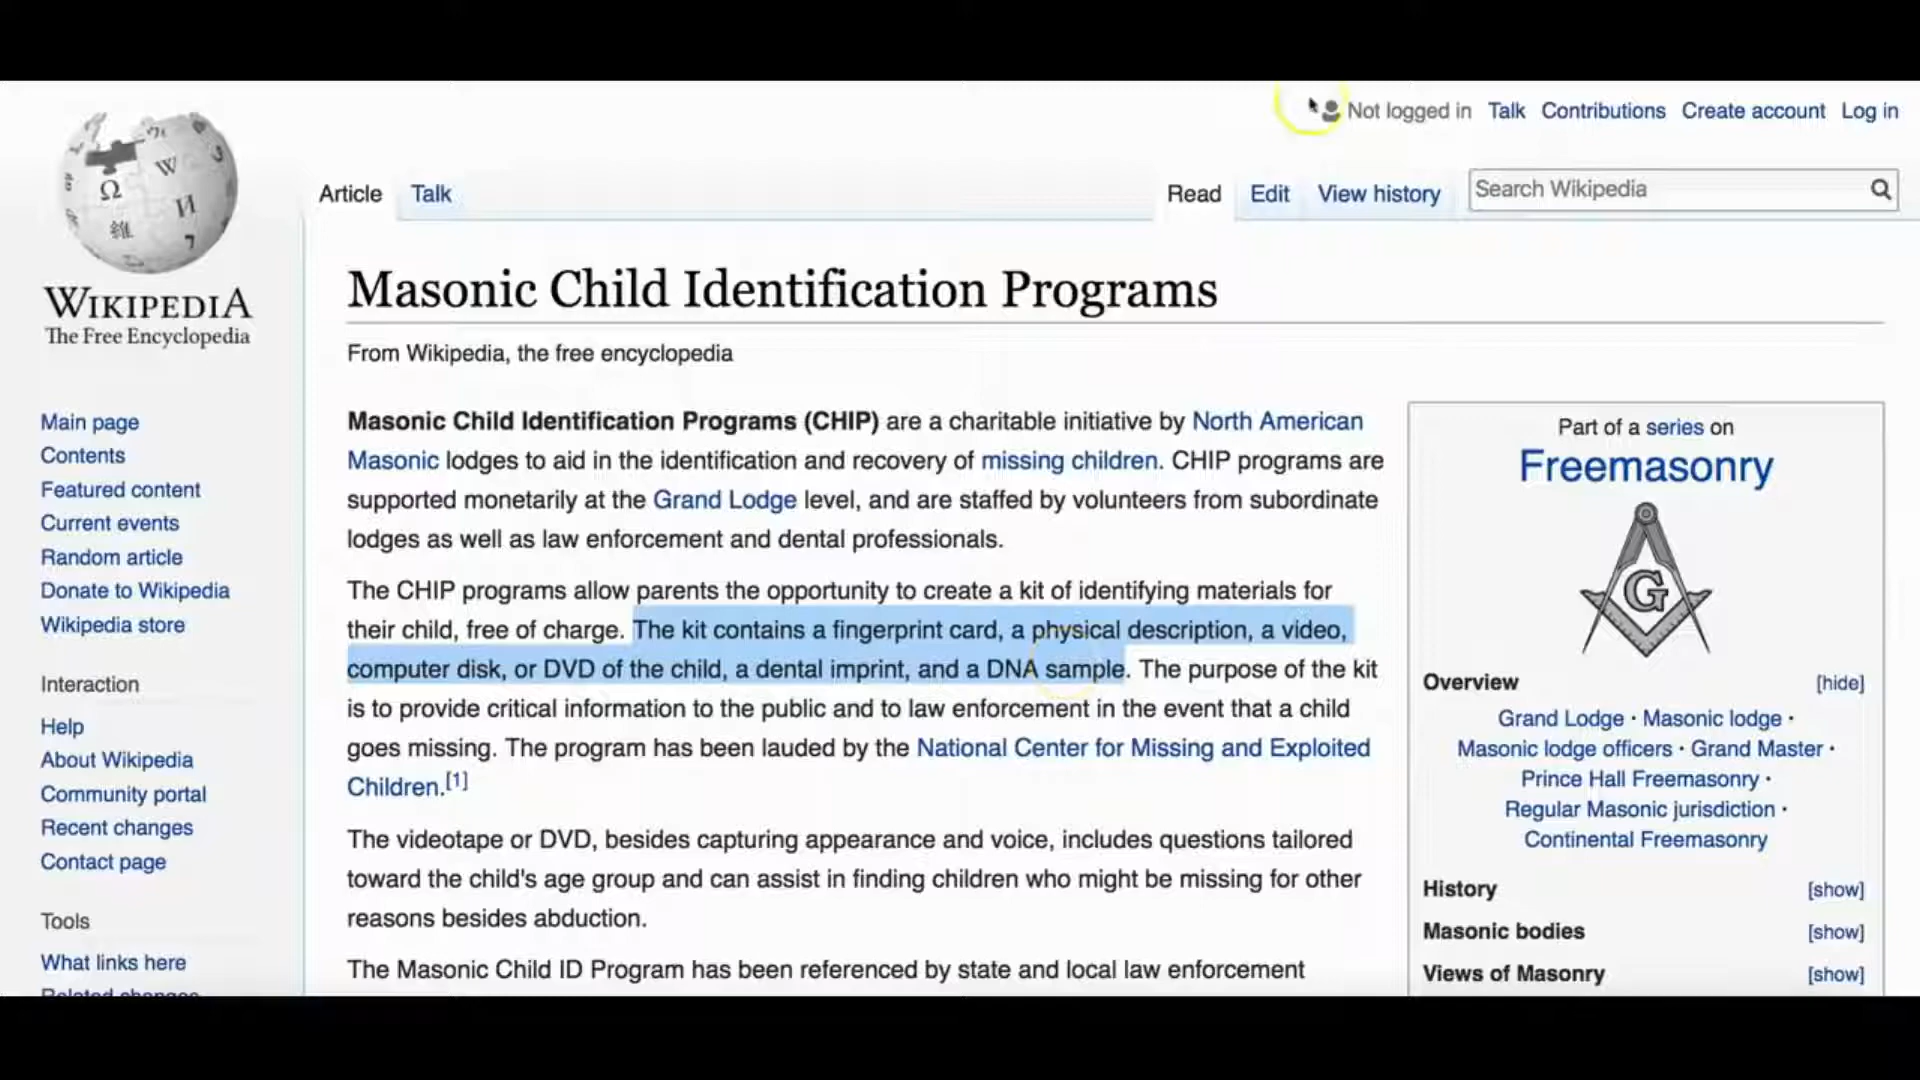 Not logged in Talk Contributions Create account Log in
Article Talk Read Edit View history Search Wikipedia
Ω W И 維 7
WIKIPEDIA
The Free Encyclopedia
Main page
Contents
Featured content
Current events
Random article
Donate to Wikipedia
Wikipedia store
Interaction
Help
About Wikipedia
Community portal
Recent changes
Contact page
Tools
What links here
Related changes
Masonic Child Identification Programs
From Wikipedia, the free encyclopedia
Masonic Child Identification Programs (CHIP) are a charitable initiative by North American
Masonic lodges to aid in the identification and recovery of missing children. CHIP programs are
supported monetarily at the Grand Lodge level, and are staffed by volunteers from subordinate
lodges as well as law enforcement and dental professionals.
The CHIP programs allow parents the opportunity to create a kit of identifying materials for
their child, free of charge. The kit contains a fingerprint card, a physical description, a video,
computer disk, or DVD of the child, a dental imprint, and a DNA sample. The purpose of the kit
is to provide critical information to the public and to law enforcement in the event that a child
goes missing. The program has been lauded by the National Center for Missing and Exploited
Children.[1]
The videotape or DVD, besides capturing appearance and voice, includes questions tailored
toward the child's age group and can assist in finding children who might be missing for other
reasons besides abduction.
The Masonic Child ID Program has been referenced by state and local law enforcement
Part of a series on
Freemasonry
G
Overview [hide]
Grand Lodge · Masonic lodge ·
Masonic lodge officers · Grand Master ·
Prince Hall Freemasonry ·
Regular Masonic jurisdiction ·
Continental Freemasonry
History [show]
Masonic bodies [show]
Views of Masonry [show]